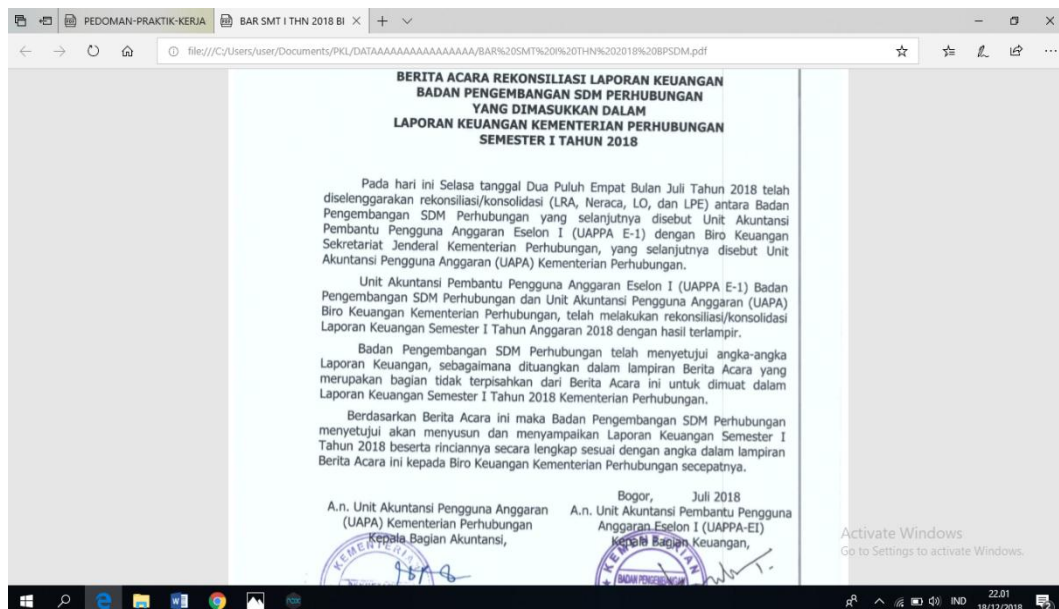 PEDOMAN-PRAKTIK-KERJA
BAR SMT I THN 2018 BI
file:///C:/Users/user/Documents/PKL/DATAAAAAAAAAAAAAAAAA/BAR%20SMT%20I%20THN%202018%20BPSDM.pdf
BERITA ACARA REKONSILIASI LAPORAN KEUANGAN
BADAN PENGEMBANGAN SDM PERHUBUNGAN
YANG DIMASUKKAN DALAM
LAPORAN KEUANGAN KEMENTERIAN PERHUBUNGAN
SEMESTER I TAHUN 2018
Pada hari ini Selasa tanggal Dua Puluh Empat Bulan Juli Tahun 2018 telah
diselenggarakan rekonsiliasi/konsolidasi (LRA, Neraca, LO, dan LPE) antara Badan
Pengembangan SDM Perhubungan yang selanjutnya disebut Unit Akuntansi
Pembantu Pengguna Anggaran Eselon I (UAPPA E-1) dengan Biro Keuangan
Sekretariat Jenderal Kementerian Perhubungan, yang selanjutnya disebut Unit
Akuntansi Pengguna Anggaran (UAPA) Kementerian Perhubungan.
Unit Akuntansi Pembantu Pengguna Anggaran Eselon I (UAPPA E-1) Badan
Pengembangan SDM Perhubungan dan Unit Akuntansi Pengguna Anggaran (UAPA)
Biro Keuangan Kementerian Perhubungan, telah melakukan rekonsiliasi/konsolidasi
Laporan Keuangan Semester I Tahun Anggaran 2018 dengan hasil terlampir.
Badan Pengembangan SDM Perhubungan telah menyetujui angka-angka
Laporan Keuangan, sebagaimana dituangkan dalam lampiran Berita Acara yang
merupakan bagian tidak terpisahkan dari Berita Acara ini untuk dimuat dalam
Laporan Keuangan Semester I Tahun 2018 Kementerian Perhubungan.
Berdasarkan Berita Acara ini maka Badan Pengembangan SDM Perhubungan
menyetujui akan menyusun dan menyampaikan Laporan Keuangan Semester I
Tahun 2018 beserta rinciannya secara lengkap sesuai dengan angka dalam lampiran
Berita Acara ini kepada Biro Keuangan Kementerian Perhubungan secepatnya.
Bogor, Juli 2018
A.n. Unit Akuntansi Pengguna Anggaran
(UAPA) Kementerian Perhubungan
Kepala Bagian Akuntansi,
A.n. Unit Akuntansi Pembantu Pengguna
Anggaran Eselon I (UAPPA-EI)
Kepala Bagian Keuangan,
KEMENTERIAN
BADAN PENGEMBANGAN
Activate Windows
Go to Settings to activate Windows.
IND
22.01
18/12/2018